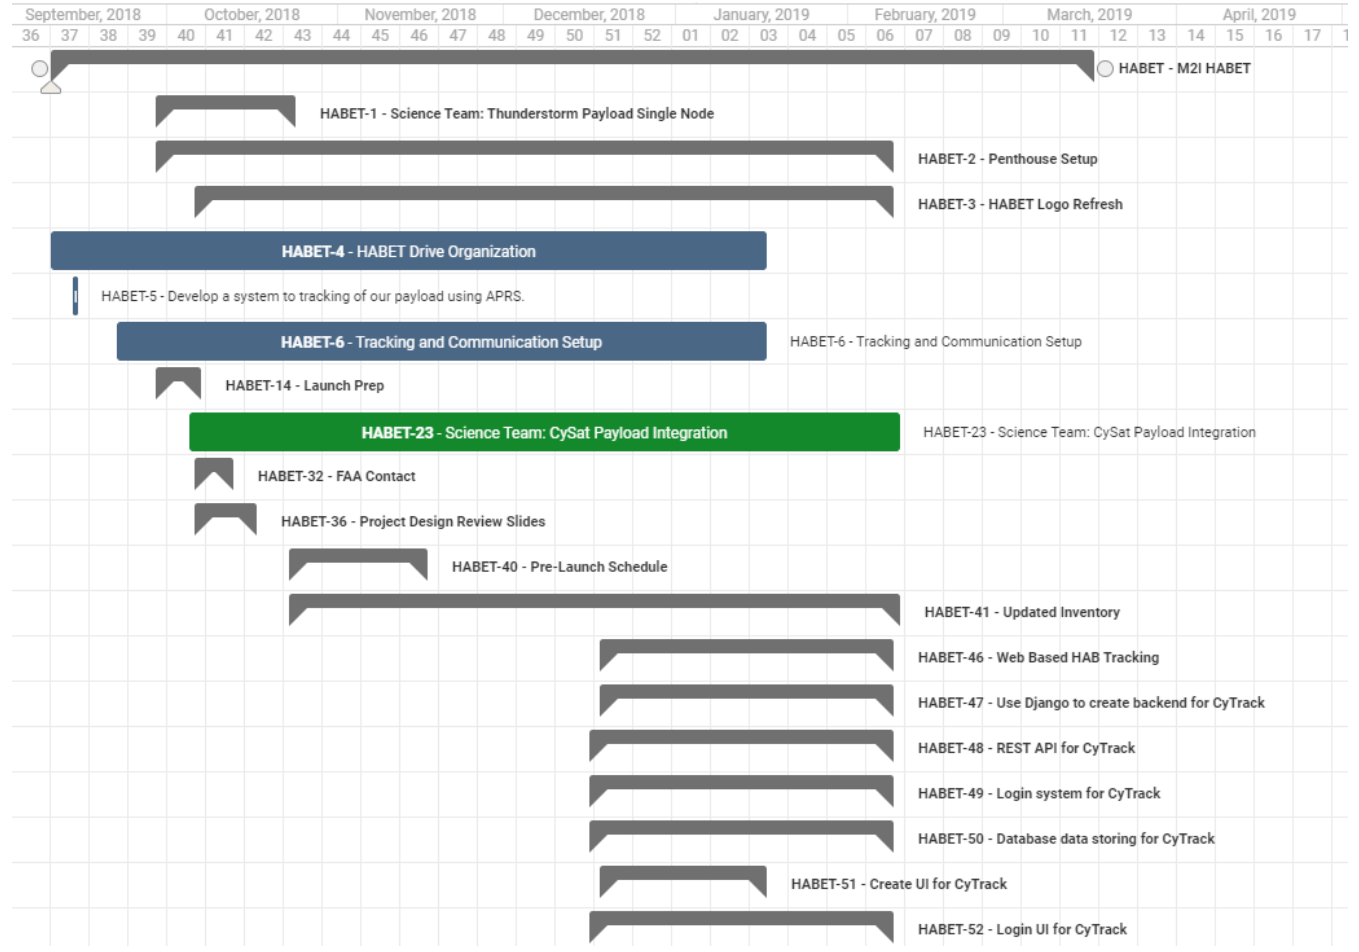 September, 2018 October, 2018 November, 2018 December, 2018 January, 2019 February, 2019 March, 2019 April, 2019
36 37 38 39 40 41 42 43 44 45 46 47 48 49 50 51 52 01 02 03 04 05 06 07 08 09 10 11 12 13 14 15 16 17 1
HABET - M2I HABET
HABET-1 - Science Team: Thunderstorm Payload Single Node
HABET-2 - Penthouse Setup
HABET-3 - HABET Logo Refresh
HABET-4 - HABET Drive Organization
HABET-5 - Develop a system to tracking of our payload using APRS.
HABET-6 - Tracking and Communication Setup HABET-6 - Tracking and Communication Setup
HABET-14 - Launch Prep
HABET-23 - Science Team: CySat Payload Integration HABET-23 - Science Team: CySat Payload Integration
HABET-32 - FAA Contact
HABET-36 - Project Design Review Slides
HABET-40 - Pre-Launch Schedule
HABET-41 - Updated Inventory
HABET-46 - Web Based HAB Tracking
HABET-47 - Use Django to create backend for CyTrack
HABET-48 - REST API for CyTrack
HABET-49 - Login system for CyTrack
HABET-50 - Database data storing for CyTrack
HABET-51 - Create UI for CyTrack
HABET-52 - Login UI for CyTrack